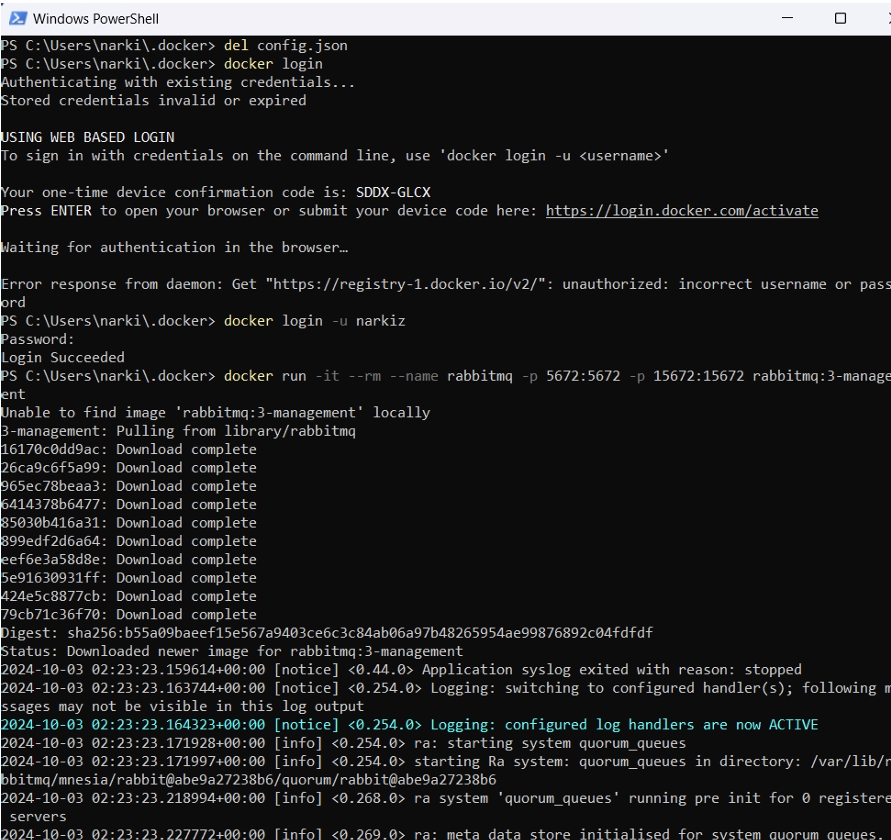 Windows PowerShell
PS C:\Users\narki\.docker> del config.json
PS C:\Users\narki\.docker> docker login
Authenticating with existing credentials...
Stored credentials invalid or expired
USING WEB BASED LOGIN
To sign in with credentials on the command line, use 'docker login -u <username>'
Your one-time device confirmation code is: SDDX-GLCX
Press ENTER to open your browser or submit your device code here: https://login.docker.com/activate
Waiting for authentication in the browser…
Error response from daemon: Get "https://registry-1.docker.io/v2/": unauthorized: incorrect username or pass
ord
PS C:\Users\narki\.docker> docker login -u narkiz
Password:
Login Succeeded
PS C:\Users\narki\.docker> docker run -it --rm --name rabbitmq -p 5672:5672 -p 15672:15672 rabbitmq:3-manage
ent
Unable to find image 'rabbitmq:3-management' locally
3-management: Pulling from library/rabbitmq
16170c0dd9ac: Download complete
26ca9c6f5a99: Download complete
965ec78beaa3: Download complete
6414378b6477: Download complete
85030b416a31: Download complete
899edf2d6a64: Download complete
eef6e3a58d8e: Download complete
5e91630931ff: Download complete
424e5c8877cb: Download complete
79cb71c36f70: Download complete
Digest: sha256:b55a09baeef15e567a9403ce6c3c84ab06a97b48265954ae99876892c04fdfdf
Status: Downloaded newer image for rabbitmq:3-management
2024-10-03 02:23:23.159614+00:00 [notice] <0.44.0> Application syslog exited with reason: stopped
2024-10-03 02:23:23.163744+00:00 [notice] <0.254.0> Logging: switching to configured handler(s); following m
ssages may not be visible in this log output
2024-10-03 02:23:23.164323+00:00 [notice] <0.254.0> Logging: configured log handlers are now ACTIVE
2024-10-03 02:23:23.171928+00:00 [info] <0.254.0> ra: starting system quorum_queues
2024-10-03 02:23:23.171997+00:00 [info] <0.254.0> starting Ra system: quorum_queues in directory: /var/lib/r
bbitmq/mnesia/rabbit@abe9a27238b6/quorum/rabbit@abe9a27238b6
2024-10-03 02:23:23.218994+00:00 [info] <0.268.0> ra system 'quorum_queues' running pre init for 0 registere
servers
2024-10-03 02:23:23.227772+00:00 [info] <0.269.0> ra: meta data store initialised for system quorum_queues.